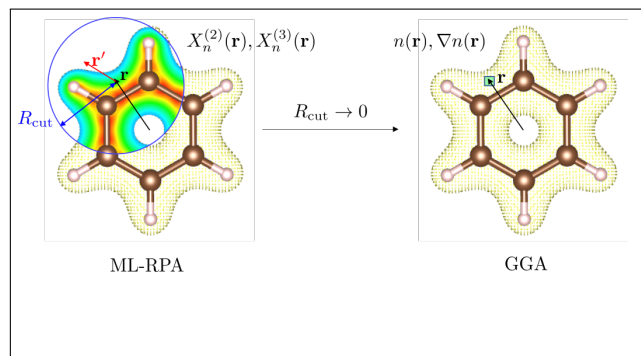 X_n^{(2)}(r), X_n^{(3)}(r)
n(r), ∇n(r)
r′
r
r
R_cut
R_cut → 0
ML-RPA
GGA